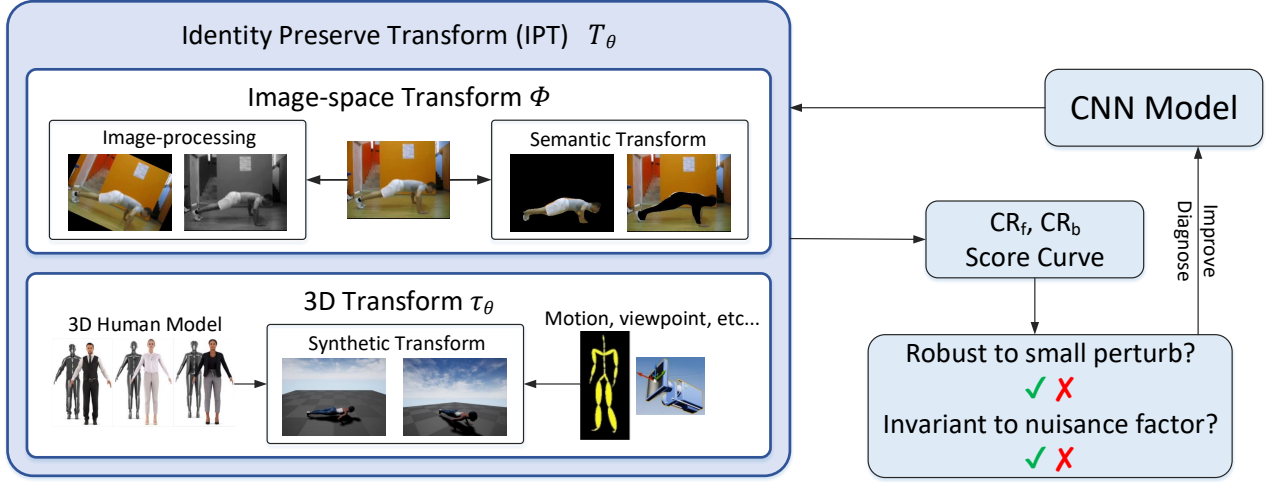 Identity Preserve Transform (IPT) T_θ
Image-space Transform Φ
Image-processing
Semantic Transform
3D Transform τ_θ
3D Human Model
Synthetic Transform
Motion, viewpoint, etc...
CNN Model
Improve
Diagnose
CR_f, CR_b
Score Curve
Robust to small perturb?
✓ ✗
Invariant to nuisance factor?
✓ ✗